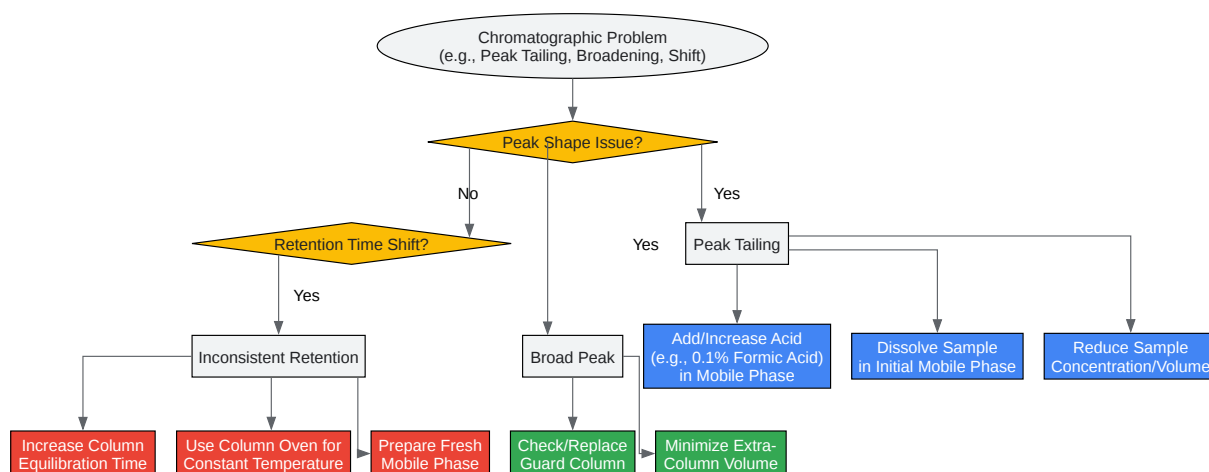 Chromatographic Problem
(e.g., Peak Tailing, Broadening, Shift)
Peak Shape Issue?
No
Yes
Retention Time Shift?
Yes
Peak Tailing
Yes
Inconsistent Retention
Broad Peak
Add/Increase Acid
(e.g., 0.1% Formic Acid)
in Mobile Phase
Dissolve Sample
in Initial Mobile Phase
Reduce Sample
Concentration/Volume
Increase Column
Equilibration Time
Use Column Oven for
Constant Temperature
Prepare Fresh
Mobile Phase
Check/Replace
Guard Column
Minimize Extra-
Column Volume